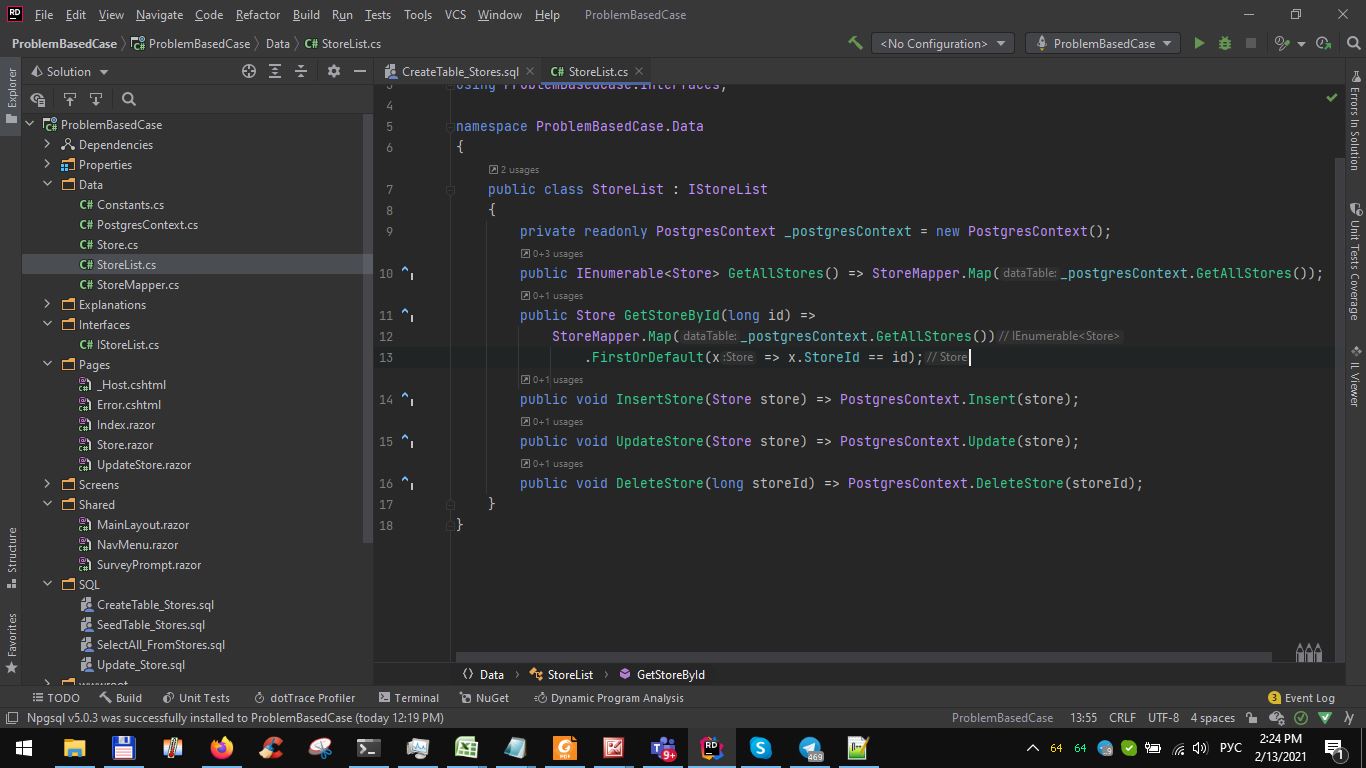 File Edit View Navigate Code Refactor Build Run Tests Tools VCS Window Help ProblemBasedCase
ProblemBasedCase ProblemBasedCase Data StoreList.cs <No Configuration> ProblemBasedCase
Explorer
Solution
CreateTable_Stores.sql StoreList.cs
ProblemBasedCase
Dependencies
Properties
Data
Constants.cs
PostgresContext.cs
Store.cs
StoreList.cs
StoreMapper.cs
Explanations
Interfaces
IStoreList.cs
Pages
_Host.cshtml
Error.cshtml
Index.razor
Store.razor
UpdateStore.razor
Screens
Shared
MainLayout.razor
NavMenu.razor
SurveyPrompt.razor
SQL
CreateTable_Stores.sql
SeedTable_Stores.sql
SelectAll_FromStores.sql
Update_Store.sql
wwwroot
Structure
Favorites
3 using ProblemBasedCase.Interfaces;
4
5 namespace ProblemBasedCase.Data
6 {
2 usages
7 public class StoreList : IStoreList
8 {
9 private readonly PostgresContext _postgresContext = new PostgresContext();
0+3 usages
10 public IEnumerable<Store> GetAllStores() => StoreMapper.Map( dataTable: _postgresContext.GetAllStores());
0+1 usages
11 public Store GetStoreById(long id) =>
12 StoreMapper.Map( dataTable: _postgresContext.GetAllStores()) // IEnumerable<Store>
13 .FirstOrDefault(x :Store => x.StoreId == id); // Store
0+1 usages
14 public void InsertStore(Store store) => PostgresContext.Insert(store);
0+1 usages
15 public void UpdateStore(Store store) => PostgresContext.Update(store);
0+1 usages
16 public void DeleteStore(long storeId) => PostgresContext.DeleteStore(storeId);
17 }
18 }
Errors In Solution
Unit Tests Coverage
IL Viewer
Data StoreList GetStoreById
TODO Build Unit Tests dotTrace Profiler Terminal NuGet Dynamic Program Analysis 3 Event Log
Npgsql v5.0.3 was successfully installed to ProblemBasedCase (today 12:19 PM) ProblemBasedCase 13:55 CRLF UTF-8 4 spaces
9+ 469 64 64 РУС 2:24 PM
2/13/2021 1